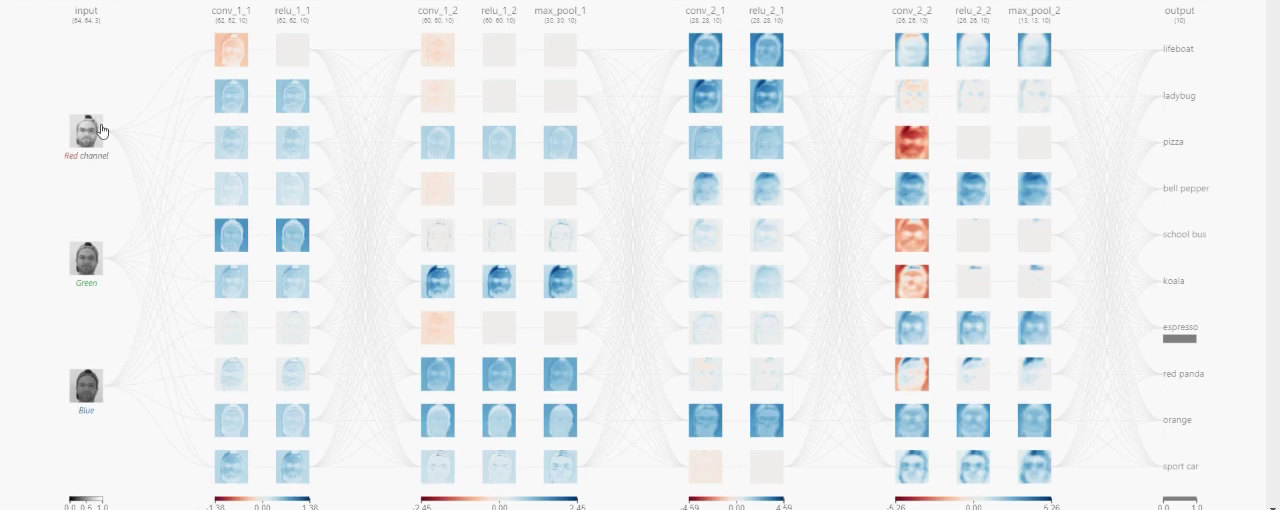 input conv_1_1 relu_1_1 conv_1_2 relu_1_2 max_pool_1 conv_2_1 relu_2_1 conv_2_2 relu_2_2 max_pool_2 output
(64, 64, 3) (62, 62, 10) (62, 62, 10) (60, 60, 10) (60, 60, 10) (30, 30, 10) (28, 28, 10) (28, 28, 10) (26, 26, 10) (26, 26, 10) (13, 13, 10) (10)
lifeboat
ladybug
pizza
Red channel
bell pepper
school bus
Green
koala
espresso
red panda
Blue
orange
sport car
0.0 0.5 1.0 -1.38 0.00 1.38 -2.45 0.00 2.45 -4.59 0.00 4.59 -5.26 0.00 5.26 0.0 1.0